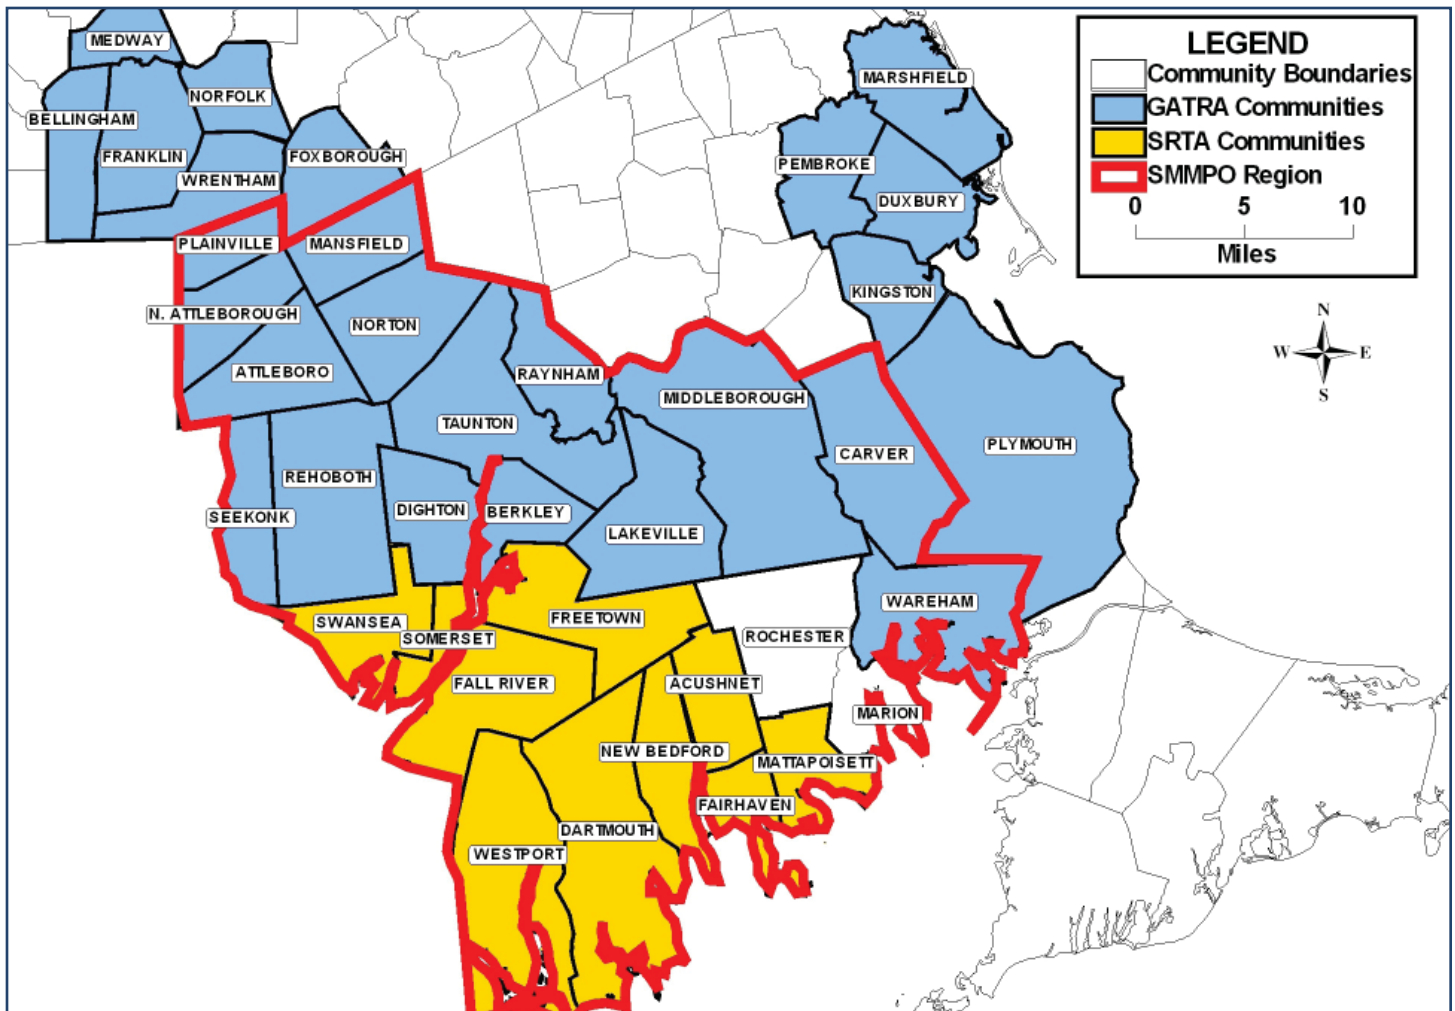 LEGEND
Community Boundaries
GATRA Communities
SRTA Communities
SMMPO Region
0 5 10
Miles
N
W E
S
MEDWAY
MARSHFIELD
NORFOLK
BELLINGHAM
FRANKLIN
FOXBOROUGH
PEMBROKE
WRENTHAM
DUXBURY
PLAINVILLE
MANSFIELD
KINGSTON
N. ATTLEBOROUGH
NORTON
ATTLEBORO
RAYNHAM
MIDDLEBOROUGH
TAUNTON
PLYMOUTH
CARVER
REHOBOTH
DIGHTON
BERKLEY
SEEKONK
LAKEVILLE
WAREHAM
FREETOWN
SWANSEA
ROCHESTER
SOMERSET
FALL RIVER
ACUSHNET
MARION
NEW BEDFORD
MATTAPOISETT
FAIRHAVEN
DARTMOUTH
WESTPORT